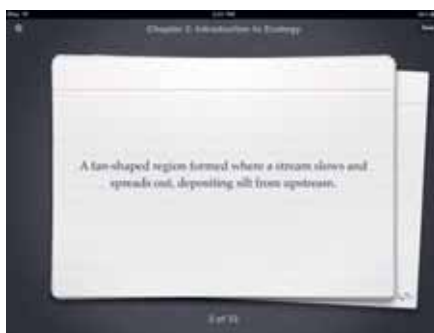 Chapter 2: Introduction to Ecology
A fan-shaped region formed where a stream slows and
spreads out, depositing silt from upstream.